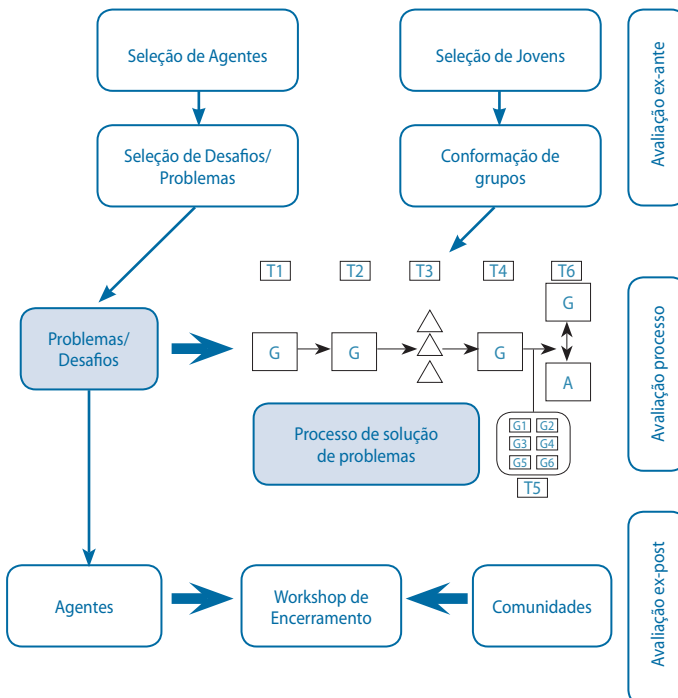 Seleção de Agentes
Seleção de Jovens
Avaliação ex-ante
Seleção de Desafios/
Problemas
Conformação de
grupos
T1
T2
T3
T4
T6
G
Problemas/
Desafios
G
G
G
A
Avaliação processo
Processo de solução
de problemas
G1 G2
G3 G4
G5 G6
T5
Agentes
Workshop de
Encerramento
Comunidades
Avaliação ex-post